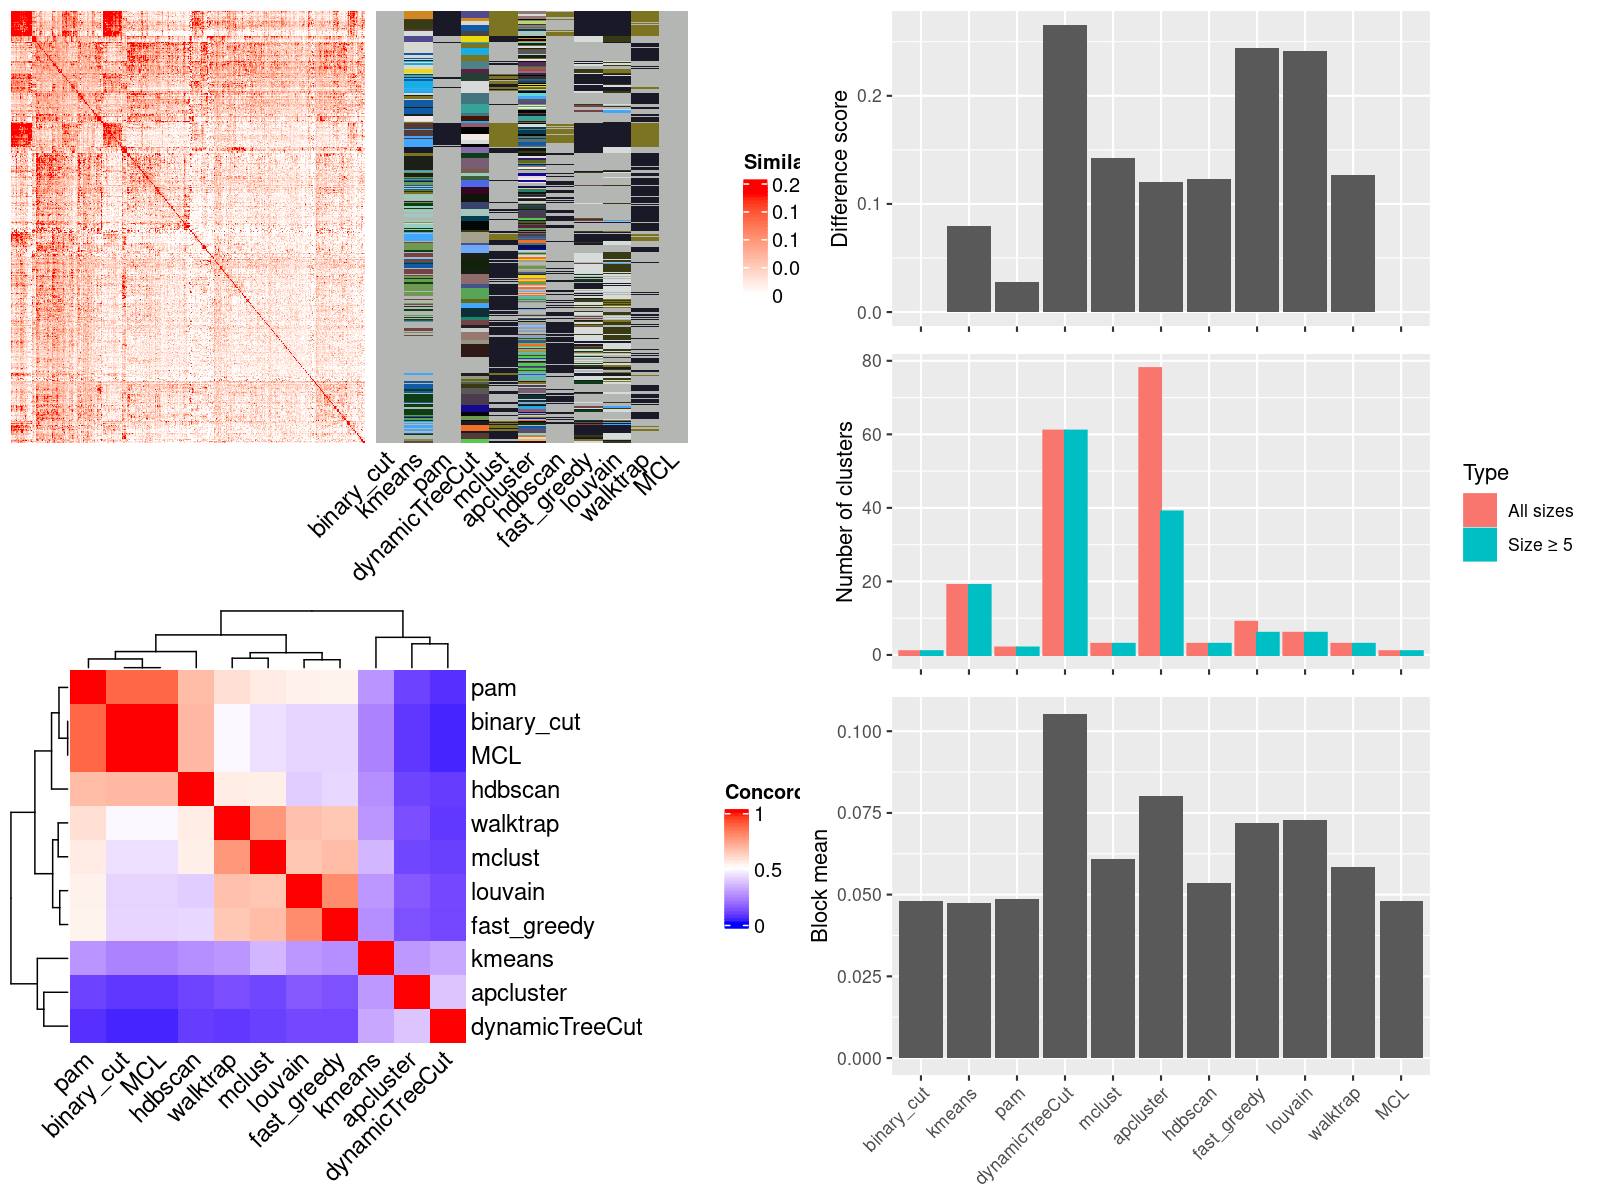 binary_cut
kmeans
pam
dynamicTreeCut
mclust
apcluster
hdbscan
fast_greedy
louvain
walktrap
MCL
Simila
0.2
0.1
0.1
0.0
0
pam
binary_cut
MCL
hdbscan
walktrap
mclust
louvain
fast_greedy
kmeans
apcluster
dynamicTreeCut
pam
binary_cut
MCL
hdbscan
walktrap
mclust
louvain
fast_greedy
kmeans
apcluster
dynamicTreeCut
Concord
1
0.5
0
Difference score
0.2
0.1
0.0
Number of clusters
80
60
40
20
0
Type
All sizes
Size ≥ 5
Block mean
0.100
0.075
0.050
0.025
0.000
binary_cut
kmeans
pam
dynamicTreeCut
mclust
apcluster
hdbscan
fast_greedy
louvain
walktrap
MCL